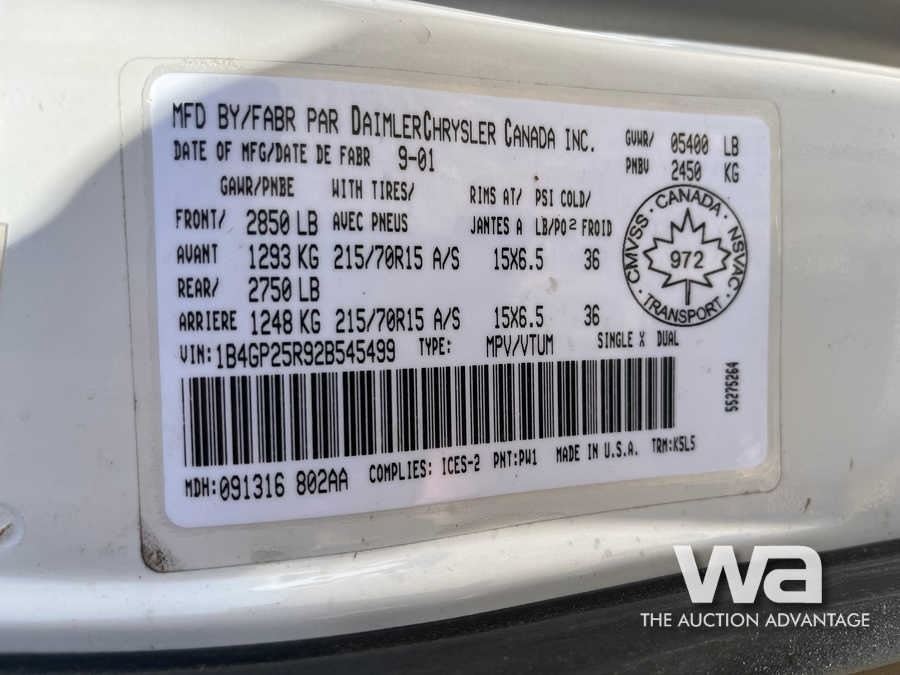 MFD BY/FABR PAR DAIMLERCHRYSLER CANADA INC.
GVWR/ 05400 LB
DATE OF MFG/DATE DE FABR 9-01
PNBV 2450 KG
GAWR/PNBE WITH TIRES/ RIMS AT/ PSI COLD/
FRONT/ 2850 LB AVEC PNEUS JANTES A LB/PO² FROID
AVANT 1293 KG 215/70R15 A/S 15X6.5 36
REAR/ 2750 LB
ARRIERE 1248 KG 215/70R15 A/S 15X6.5 36
CMVSS · CANADA · NSVAC · TRANSPORT ·
972
VIN: 1B4GP25R92B545499 TYPE: MPV/VTUM SINGLE X DUAL
55275264
MDH: 091316 802AA COMPLIES: ICES-2 PNT: PW1 MADE IN U.S.A. TRM: K5L5
wa
THE AUCTION ADVANTAGE